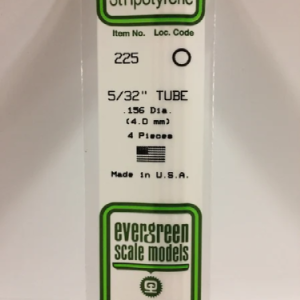 Item No. Loc. Code
225 O
5/32" TUBE
.156 Dia.
(4.0 mm)
4 Pieces
Made in U.S.A.
evergreen
scale models